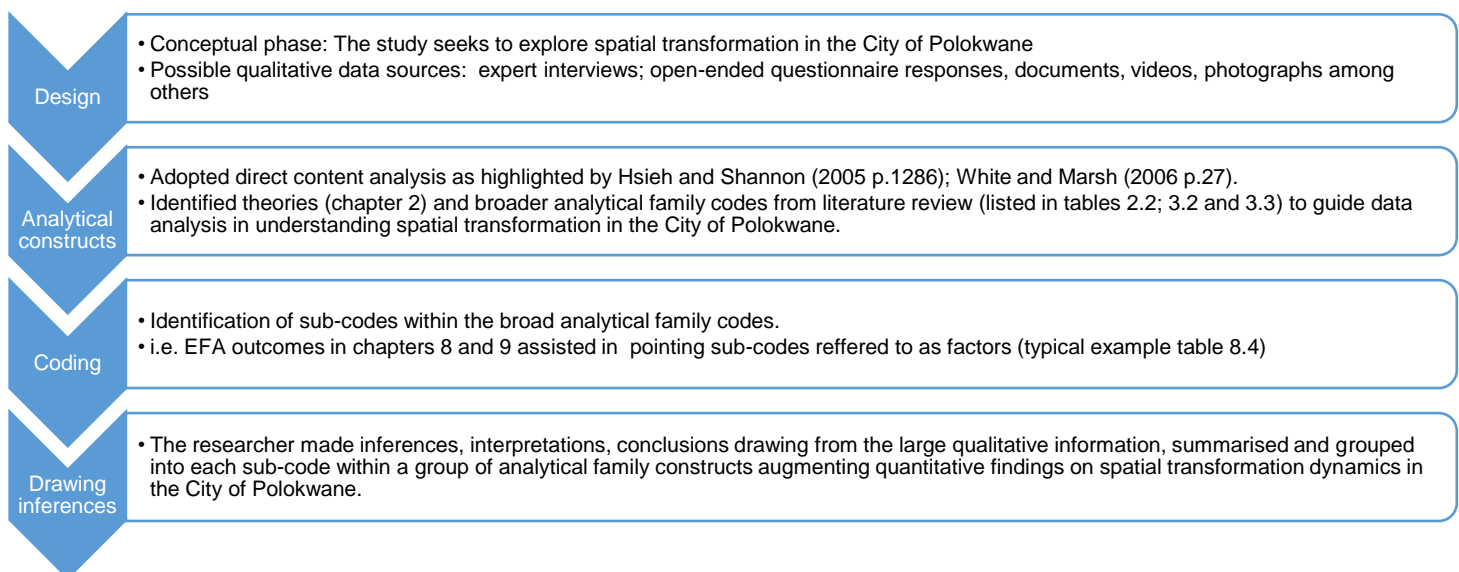 Design
• Conceptual phase: The study seeks to explore spatial transformation in the City of Polokwane
• Possible qualitative data sources: expert interviews; open-ended questionnaire responses, documents, videos, photographs among
others
Analytical
constructs
• Adopted direct content analysis as highlighted by Hsieh and Shannon (2005 p.1286); White and Marsh (2006 p.27).
• Identified theories (chapter 2) and broader analytical family codes from literature review (listed in tables 2.2; 3.2 and 3.3) to guide data
analysis in understanding spatial transformation in the City of Polokwane.
Coding
• Identification of sub-codes within the broad analytical family codes.
• i.e. EFA outcomes in chapters 8 and 9 assisted in pointing sub-codes reffered to as factors (typical example table 8.4)
Drawing
inferences
• The researcher made inferences, interpretations, conclusions drawing from the large qualitative information, summarised and grouped
into each sub-code within a group of analytical family constructs augmenting quantitative findings on spatial transformation dynamics in
the City of Polokwane.